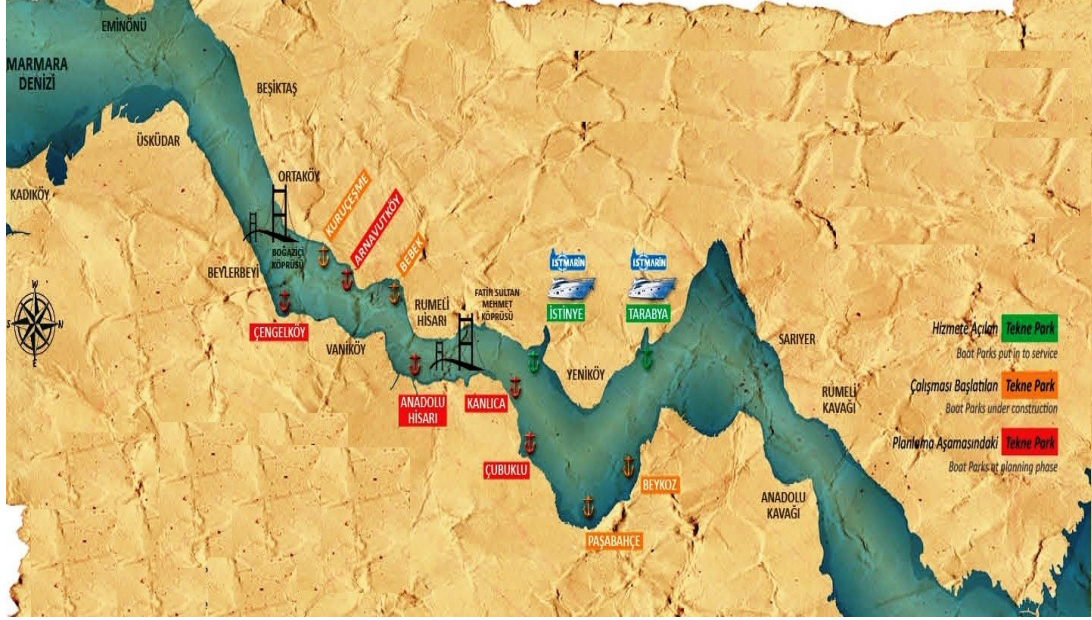 EMİNÖNÜ
MARMARA
DENİZİ
BEŞİKTAŞ
ÜSKÜDAR
KADIKÖY
ORTAKÖY
KURUÇEŞME
ARNAVUTKÖY
BEBEK
BOĞAZİÇİ
KÖPRÜSÜ
BEYLERBEYİ
ÇENGELKÖY
VANİKÖY
RUMELİ
HİSARI
FATİH SULTAN
MEHMET
KÖPRÜSÜ
ANADOLU
HİSARI
KANLICA
ÇUBUKLU
İSTMARİN
İSTİNYE
İSTMARİN
TARABYA
YENİKÖY
PAŞABAHÇE
BEYKOZ
SARIYER
RUMELİ
KAVAĞI
ANADOLU
KAVAĞI
W
S
N
E
Hizmete Açılan Tekne Park
Boat Parks put in to service
Çalışması Başlatılan Tekne Park
Boat Parks under construction
Planlama Aşamasındaki Tekne Park
Boat Parks at planning phase